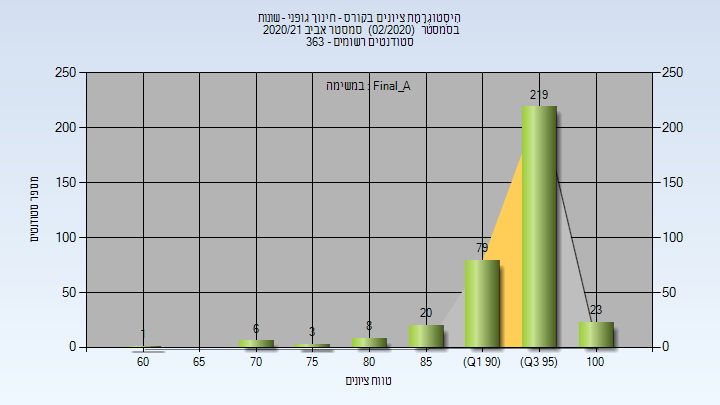 היסטוגרמת ציונים בקורס - חינוך גופני - שונות
בסמסטר (02/2020) סמסטר אביב 2020/21
סטודנטים רשומים - 363
במשימה : Final_A
מספר סטודנטים
250
200
150
100
50
0
250
200
150
100
50
0
1
6
3
8
20
79
219
23
60 65 70 75 80 85 (Q1 90) (Q3 95) 100
טווח ציונים